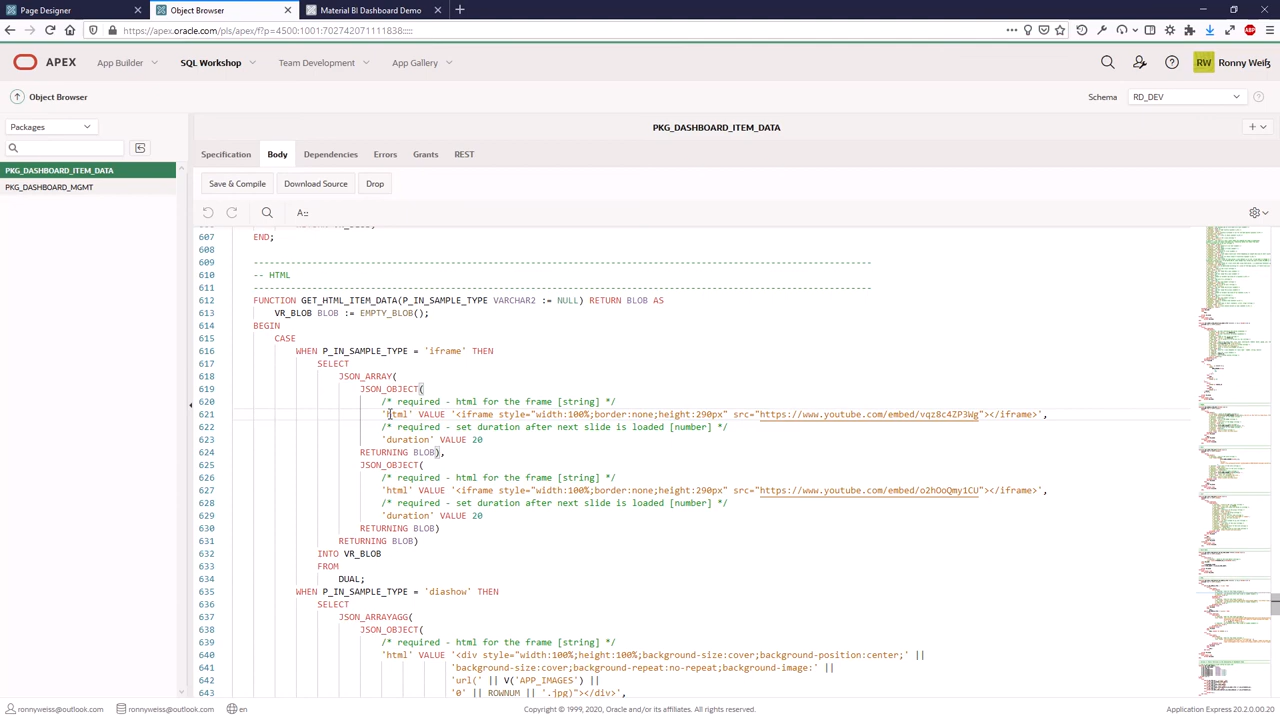 Page Designer
Object Browser
Material BI Dashboard Demo
https://apex.oracle.com/pls/apex/f?p=4500:1001:702742071111838:::::
ABP
APEX
App Builder
SQL Workshop
Team Development
App Gallery
RW
Ronny Weiß
Object Browser
Schema
RD_DEV
Packages
PKG_DASHBOARD_ITEM_DATA
PKG_DASHBOARD_MGMT
PKG_DASHBOARD_ITEM_DATA
Specification
Body
Dependencies
Errors
Grants
REST
Save & Compile
Download Source
Drop
A::
607 END;
608
609 --------------------------------------------------------------------------------
610 -- HTML
611 --------------------------------------------------------------------------------
612 FUNCTION GET_HTML_ITEM_DATA(P_IN_SAMPLE_TYPE VARCHAR2 := NULL) RETURN BLOB AS
613 VR_BLOB BLOB := EMPTY_BLOB();
614 BEGIN
615 CASE
616 WHEN P_IN_SAMPLE_TYPE = 'iframe' THEN
617 SELECT
618 JSON_ARRAY(
619 JSON_OBJECT(
620 /* required - html for the frame [string] */
621 'html' VALUE '<iframe style="width:100%;border:none;height:290px" src="https://www.youtube.com/embed/vqz8c4ZP3Wg"></iframe>',
622 /* required - set duration after next slide is loaded [number] */
623 'duration' VALUE 20
624 RETURNING BLOB),
625 JSON_OBJECT(
626 /* required - html for the frame [string] */
627 'html' VALUE '<iframe style="width:100%;border:none;height:290px" src="https://www.youtube.com/embed/o2hOoQmy1CU"></iframe>',
628 /* required - set duration after next slide is loaded [number] */
629 'duration' VALUE 20
630 RETURNING BLOB)
631 RETURNING BLOB)
632 INTO VR_BLOB
633 FROM
634 DUAL;
635 WHEN P_IN_SAMPLE_TYPE = THEN
636 SELECT
637 JSON_ARRAYAGG(
638 JSON_OBJECT(
639 /* required - html for the frame [string] */
640 'html' VALUE '<div style="width:100%;height:100%;background-size:cover;background-position:center;' ||
641 'background-size:cover;background-repeat:no-repeat;background-image:' ||
642 'url(' ||
643 '0' ||
ronnyweiss@outlook.com
ronnyweiss@outlook.com
en
Copyright © 1999, 2020, Oracle and/or its affiliates. All rights reserved.
Application Express 20.2.0.00.20